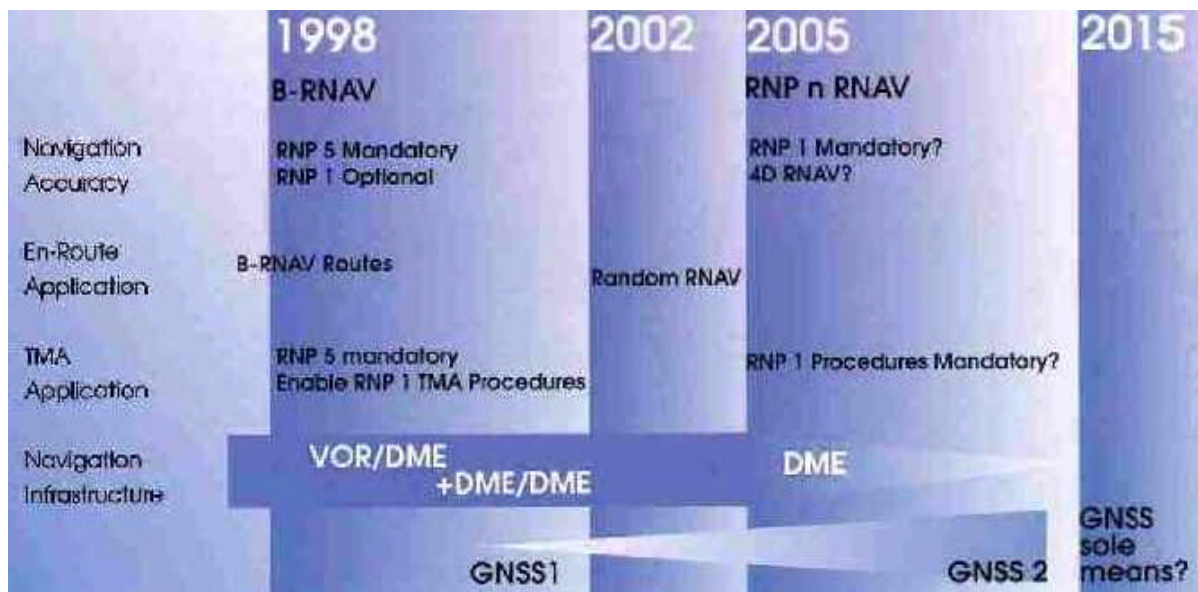 1998 2002 2005 2015
B-RNAV RNP n RNAV
Navigation
Accuracy
RNP 5 Mandatory
RNP 1 Optional
RNP 1 Mandatory?
4D RNAV?
En-Route
Application
B-RNAV Routes
Random RNAV
TMA
Application
RNP 5 mandatory
Enable RNP 1 TMA Procedures
RNP 1 Procedures Mandatory?
Navigation
Infrastructure
VOR/DME
+DME/DME
DME
GNSS1
GNSS 2
GNSS
sole
means?